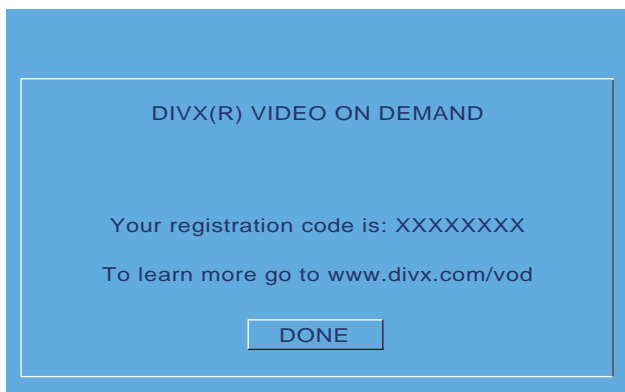 DIVX(R) VIDEO ON DEMAND
Your registration code is: XXXXXXXX
To learn more go to www.divx.com/vod
DONE